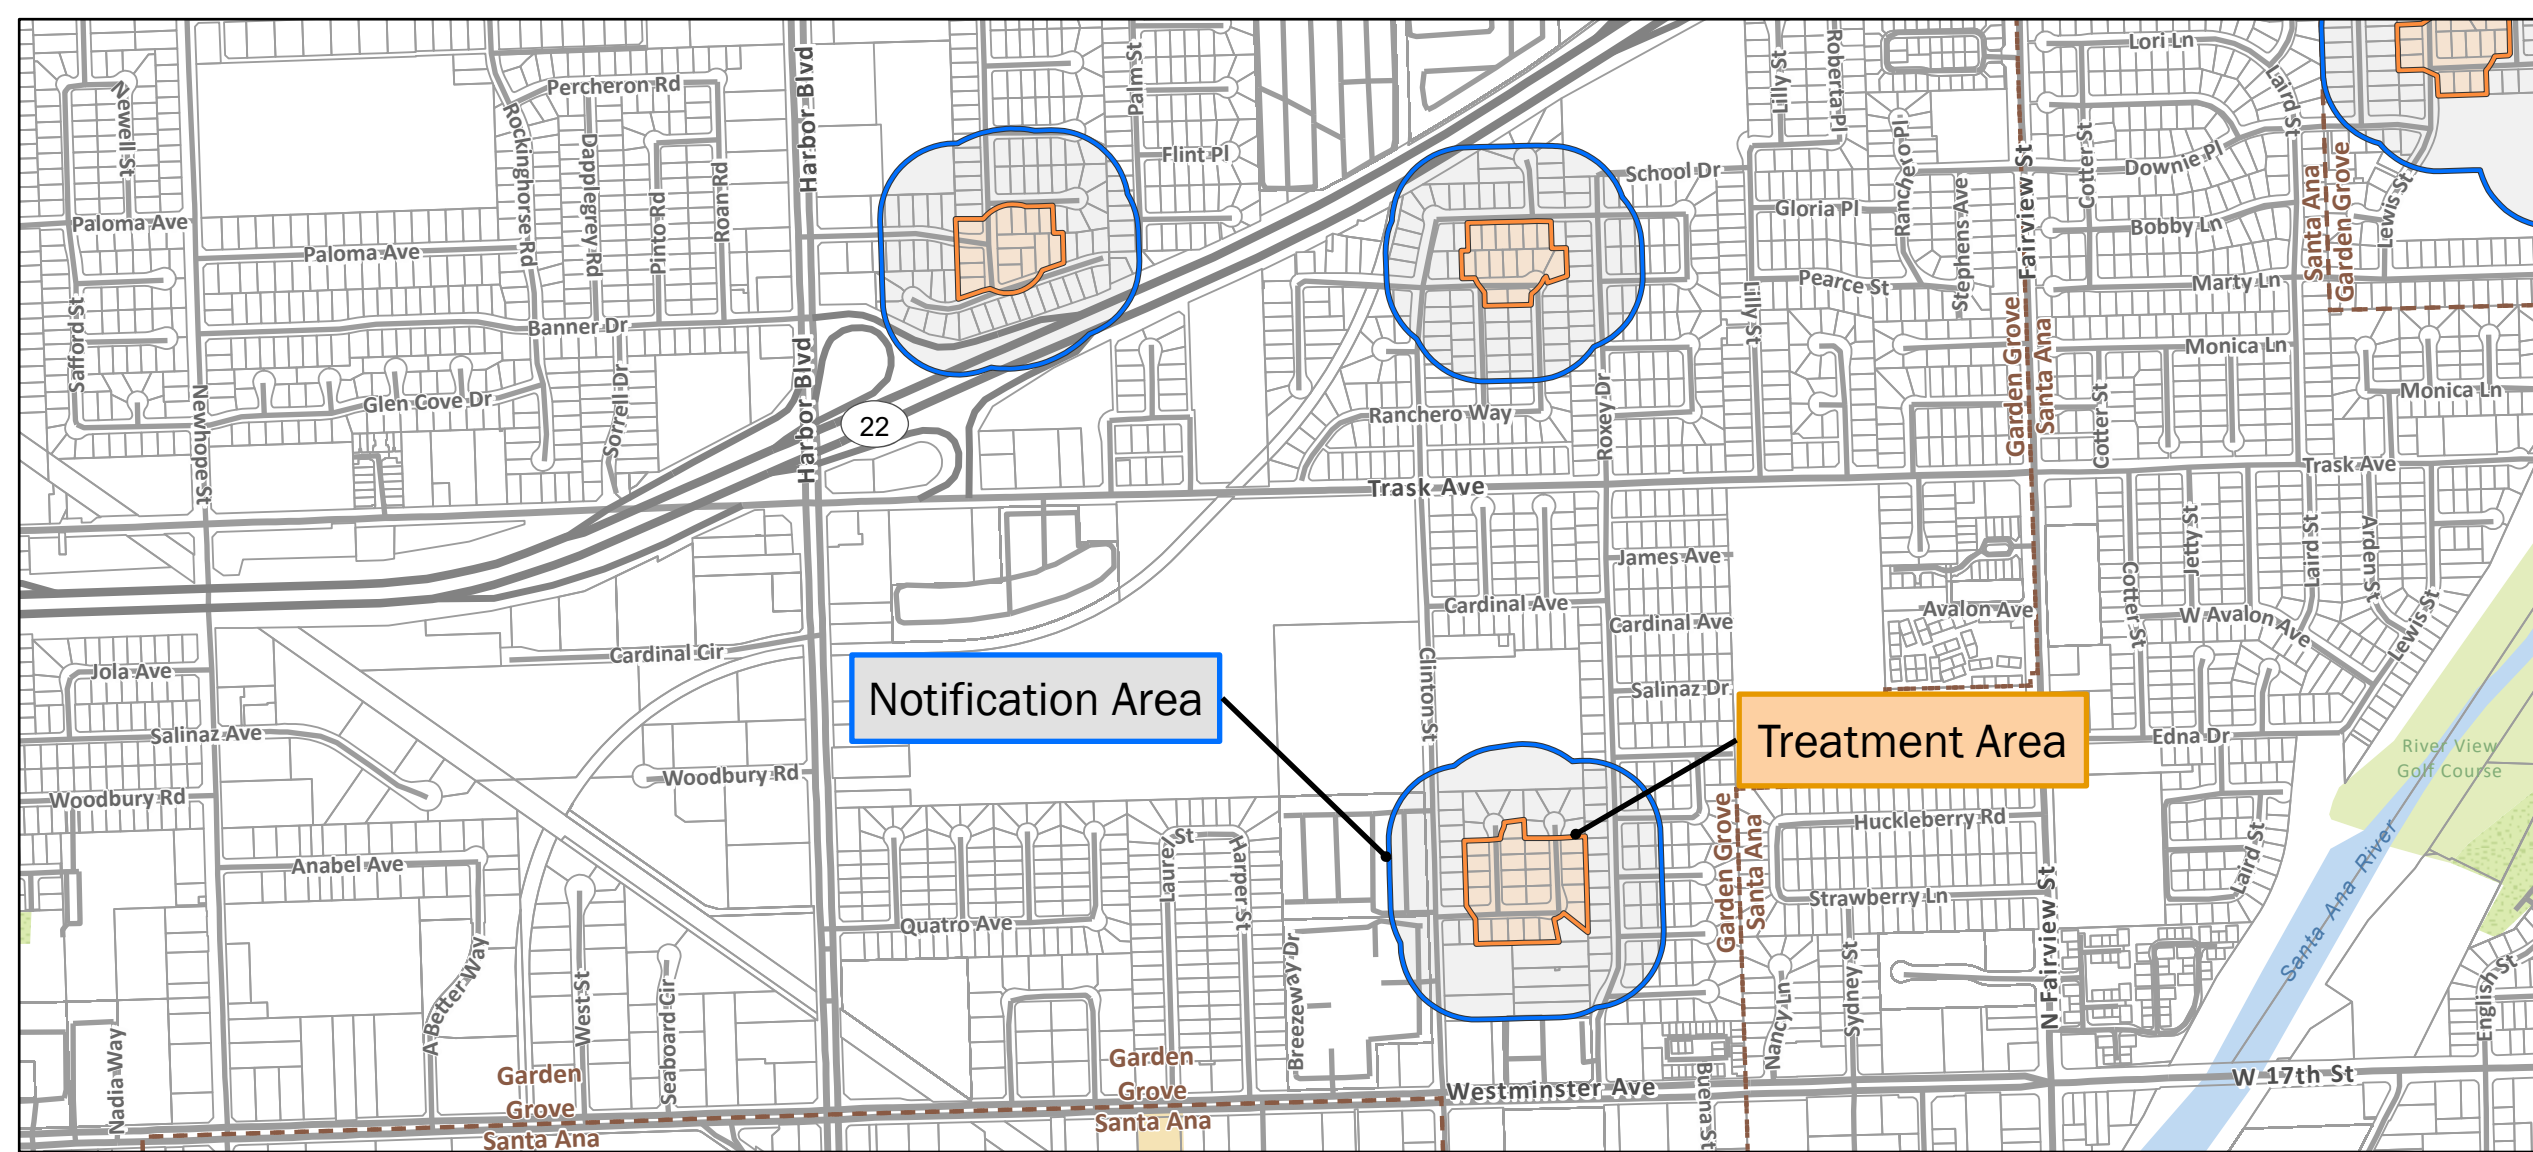 Lori Ln
Harbor Blvd
Palm St
Lilly St
Roberta Pl
Percheron Rd
Newell St
Rockinghorse Rd
Dapplegrey Rd
Pinto Rd
Roan Rd
Flint Pl
School Dr
Ranchero Pl
Fairview St
Cotter St
Laird St
Downie Pl
Santa Ana
Garden Grove
Lewis St
Paloma Ave
Paloma Ave
Gloria Pl
Stephens Ave
Bobby Ln
Pearce St
Marty Ln
Safford St
Banner Dr
Lilly St
Garden Grove
Santa Ana
Monica Ln
Monica Ln
Harbor Blvd
Newhope St
Glen Cove Dr
Sorrell Dr
22
Ranchero Way
Roxey Dr
Cotter St
Trask Ave
Trask Ave
James Ave
Cardinal Ave
Cardinal Ave
Avalon Ave
Cotter St
Jetty St
Laird St
Arden St
W Avalon Ave
Lewis St
Cardinal Cir
Jola Ave
Clinton St
Notification Area
Salinaz Dr
Treatment Area
Salinaz Ave
Edna Dr
River View
Golf Course
Woodbury Rd
Woodbury Rd
Laurel St
Harper St
Garden Grove
Santa Ana
Huckleberry Rd
Anabel Ave
Strawberry Ln
Laird St
Santa Ana River
Quatro Ave
A Better Way
West St
Seaboard Cir
Breezeway Dr
Nancy Ln
Sydney St
N Fairview St
English St
Nadia Way
Garden
Grove
Santa Ana
Garden
Grove
Santa Ana
Westminster Ave
Buena St
W 17th St